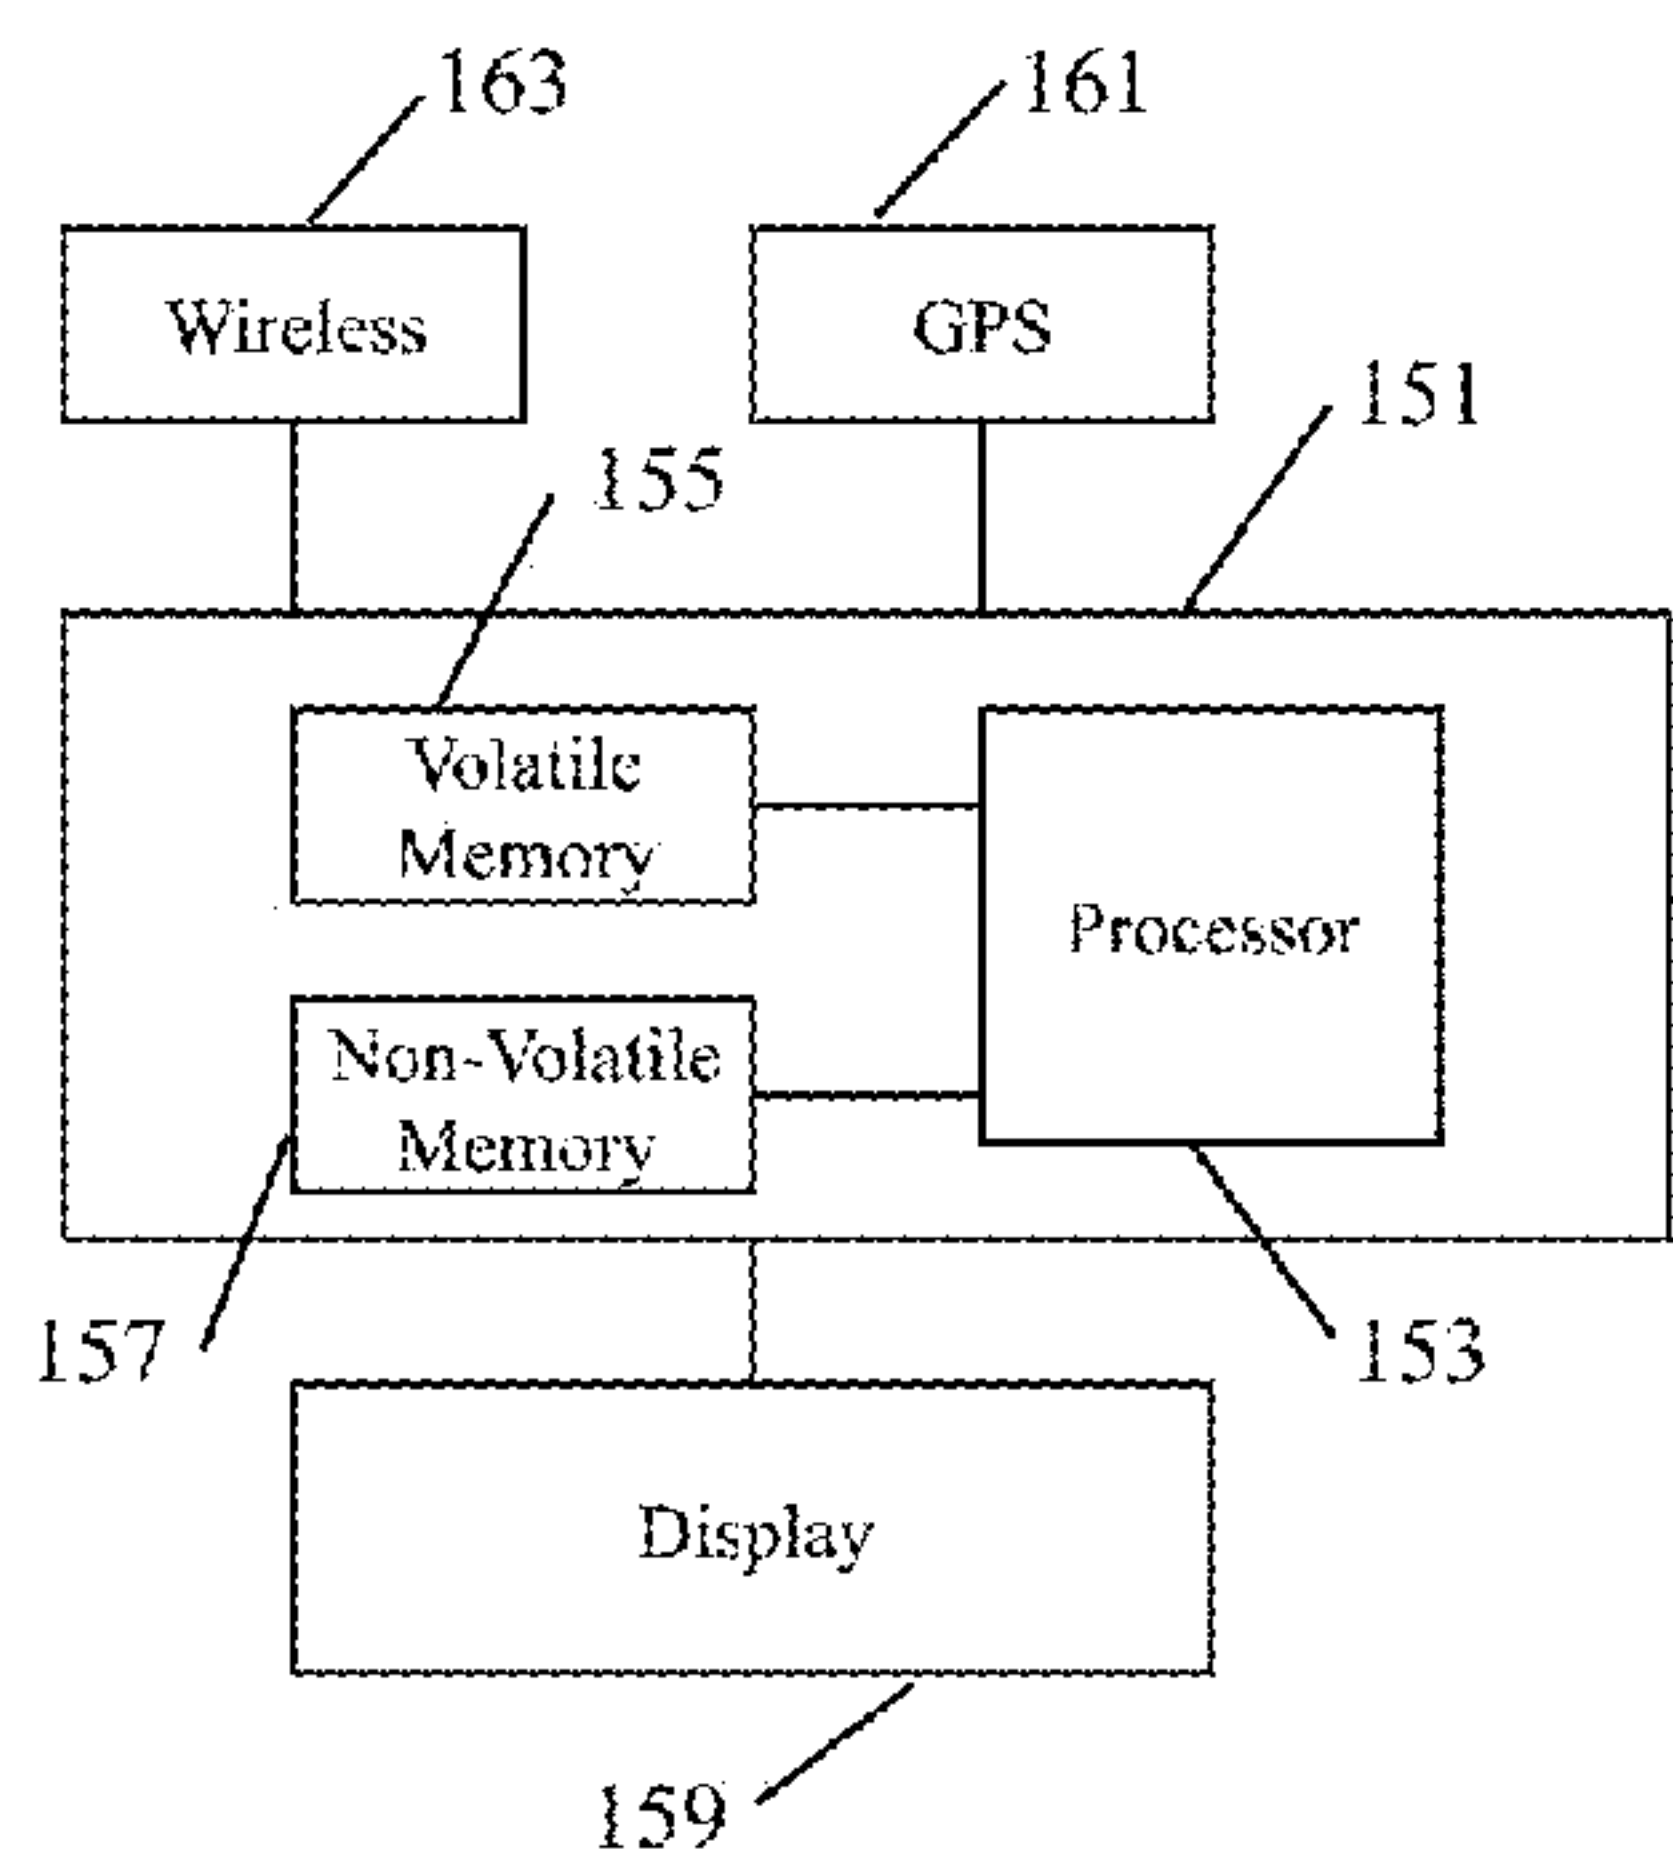 163
161
Wireless
GPS
151
155
Volatile
Memory
Processor
Non-Volatile
Memory
157
153
Display
159